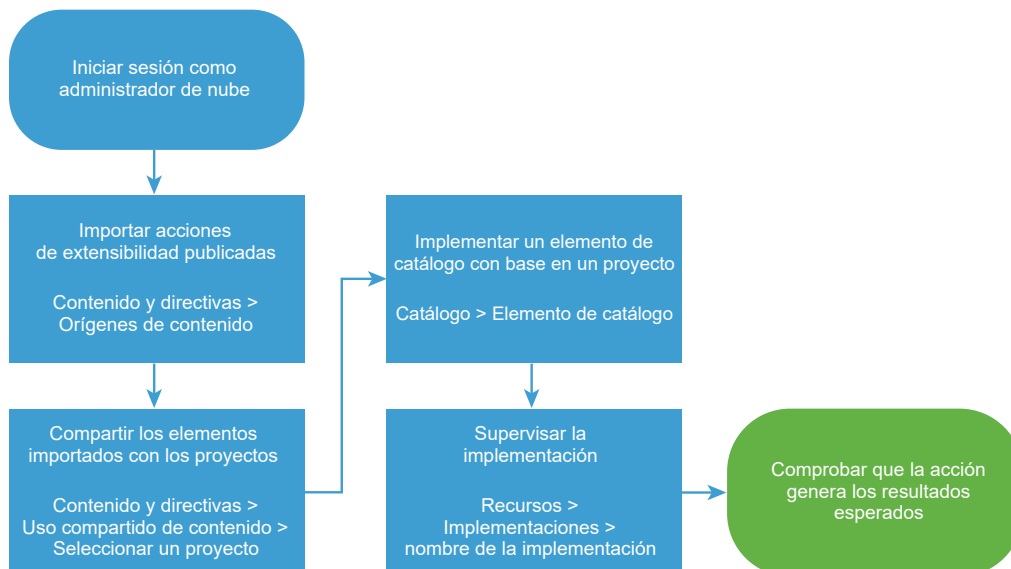 Iniciar sesión como
administrador de nube
Importar acciones
de extensibilidad publicadas
Contenido y directivas >
Orígenes de contenido
Compartir los elementos
importados con los proyectos
Contenido y directivas >
Uso compartido de contenido >
Seleccionar un proyecto
Implementar un elemento de
catálogo con base en un proyecto
Catálogo > Elemento de catálogo
Supervisar la
implementación
Recursos >
Implementaciones >
nombre de la implementación
Comprobar que la acción
genera los resultados
esperados